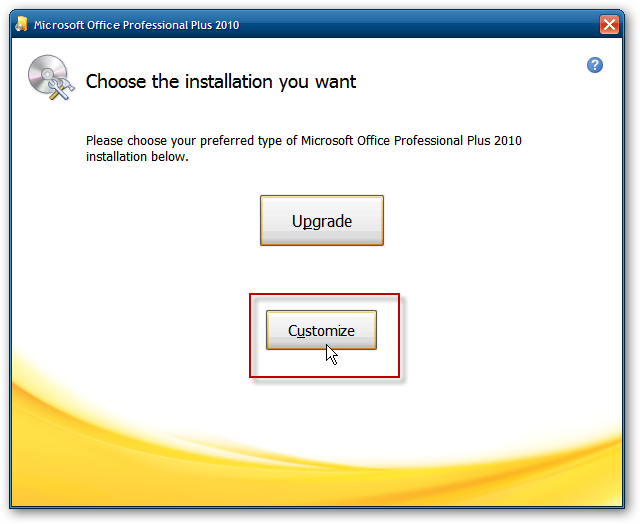 Microsoft Office Professional Plus 2010
?
Choose the installation you want
Please choose your preferred type of Microsoft Office Professional Plus 2010
installation below.
Upgrade
Customize